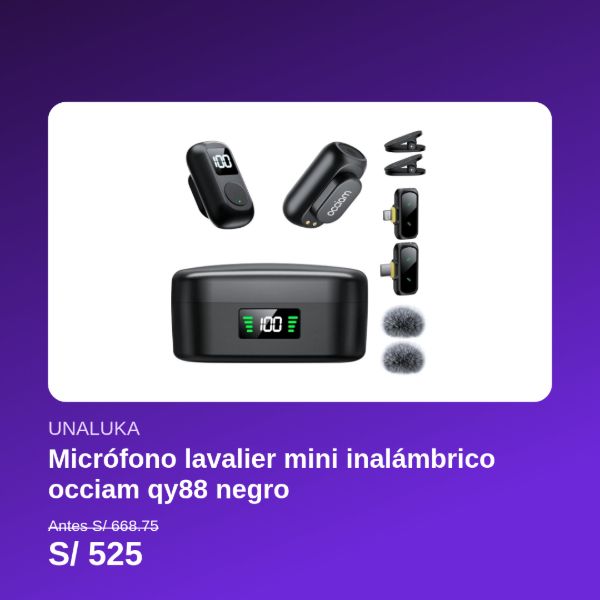 100
occiam
100
UNALUKA
Micrófono lavalier mini inalámbrico
occiam qy88 negro
Antes S/ 668.75
S/ 525